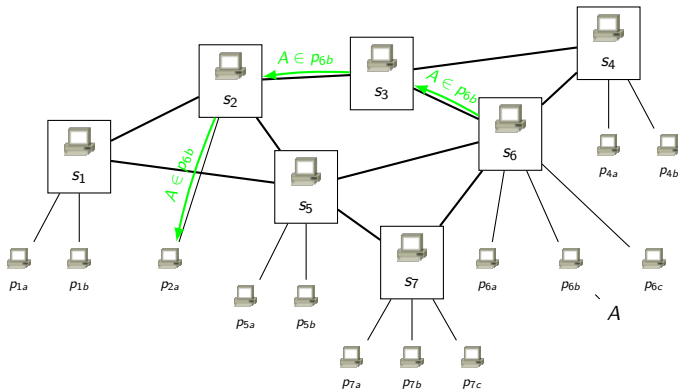 s₄
A ∈ p₆b
s₃
A ∈ p₆b
s₂
s₆
s₁
A ∈ p₆b
s₅
p₄a p₄b
s₇
p₁a p₁b p₂a p₆a p₆b p₆c
p₅a p₅b
A
p₇a p₇b p₇c